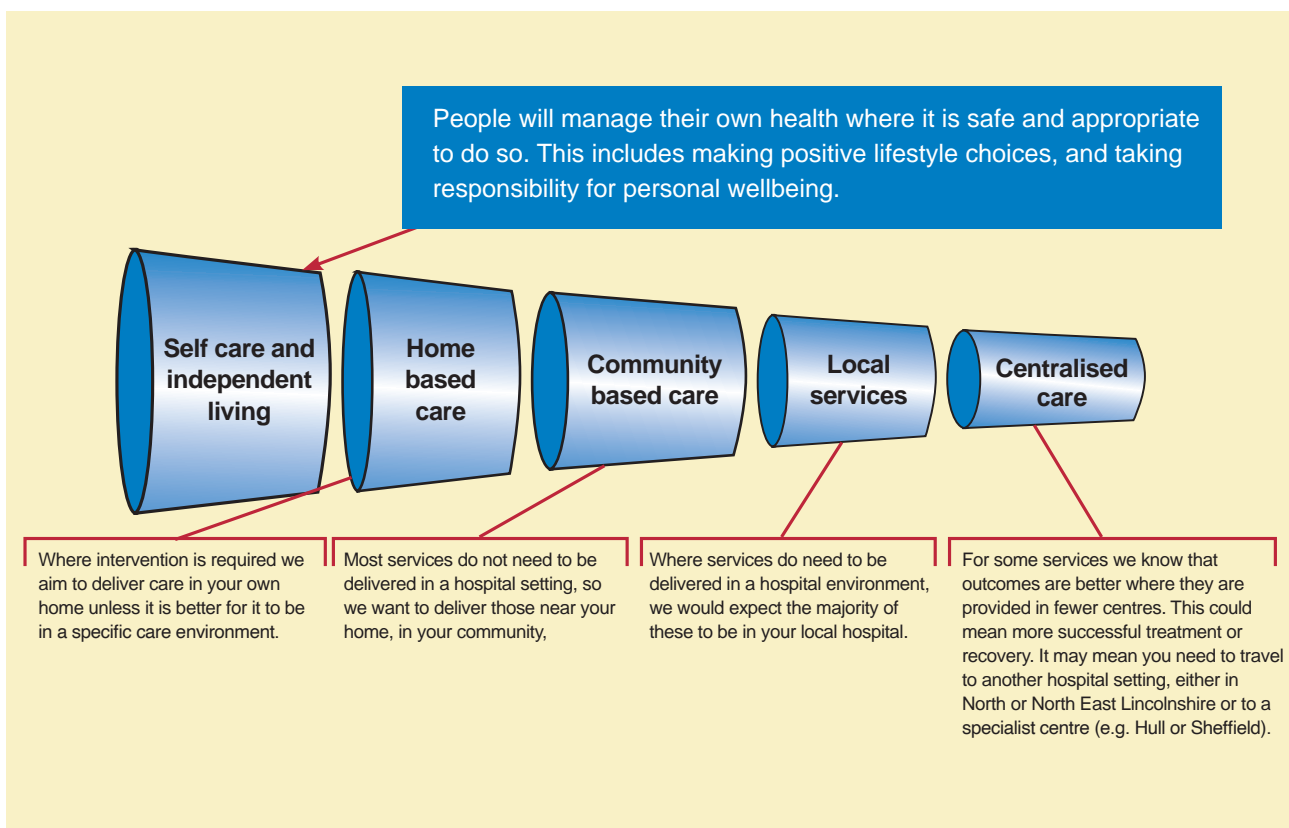 People will manage their own health where it is safe and appropriate
to do so. This includes making positive lifestyle choices, and taking
responsibility for personal wellbeing.
Self care and
independent
living
Home
based
care
Community
based care
Local
services
Centralised
care
Where intervention is required we
aim to deliver care in your own
home unless it is better for it to be
in a specific care environment.
Most services do not need to be
delivered in a hospital setting, so
we want to deliver those near your
home, in your community,
Where services do need to be
delivered in a hospital environment,
we would expect the majority of
these to be in your local hospital.
For some services we know that
outcomes are better where they are
provided in fewer centres. This could
mean more successful treatment or
recovery. It may mean you need to travel
to another hospital setting, either in
North or North East Lincolnshire or to a
specialist centre (e.g. Hull or Sheffield).